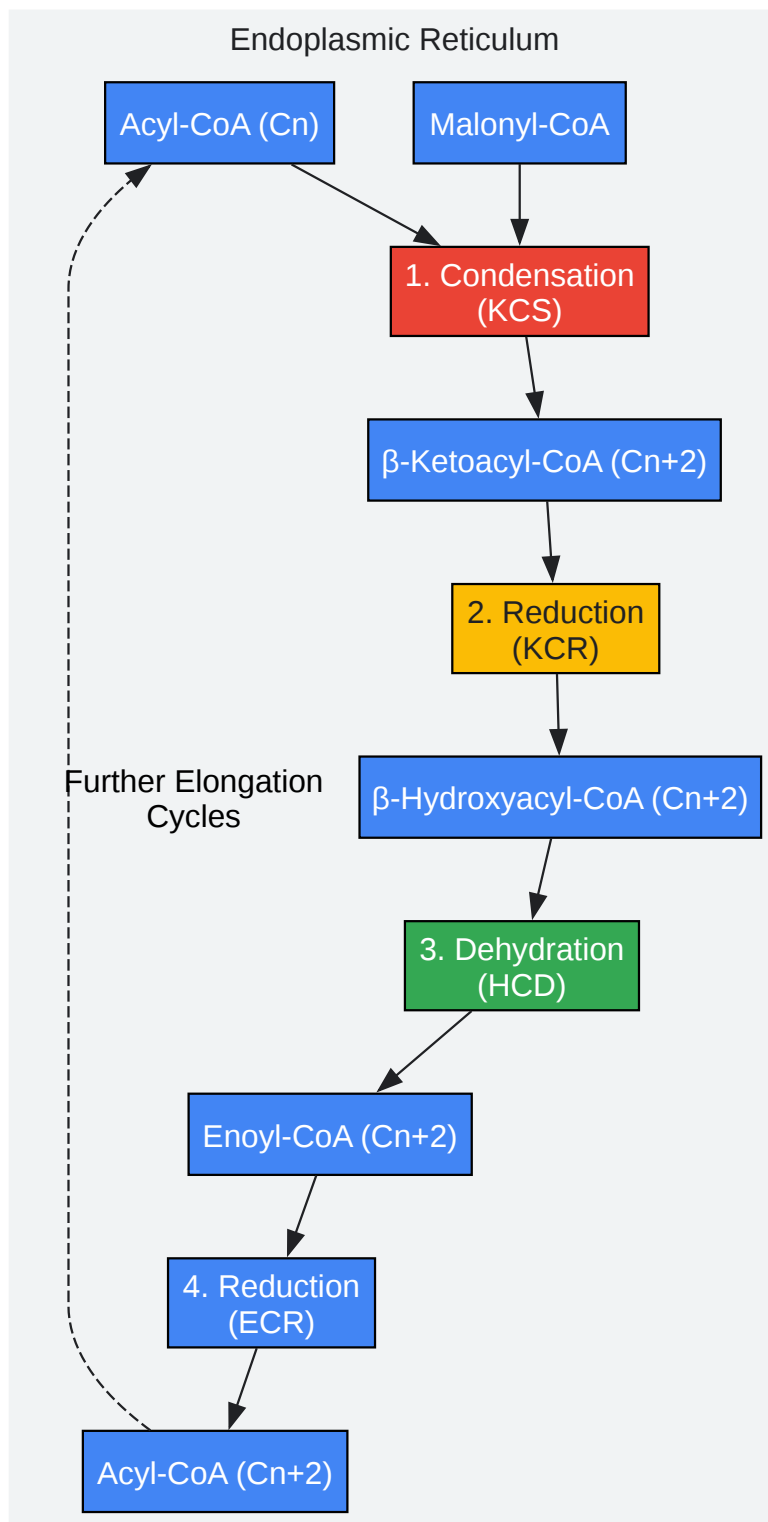 Endoplasmic Reticulum
Acyl-CoA (Cn)
Malonyl-CoA
1. Condensation
(KCS)
β-Ketoacyl-CoA (Cn+2)
2. Reduction
(KCR)
Further Elongation
Cycles
β-Hydroxyacyl-CoA (Cn+2)
3. Dehydration
(HCD)
Enoyl-CoA (Cn+2)
4. Reduction
(ECR)
Acyl-CoA (Cn+2)